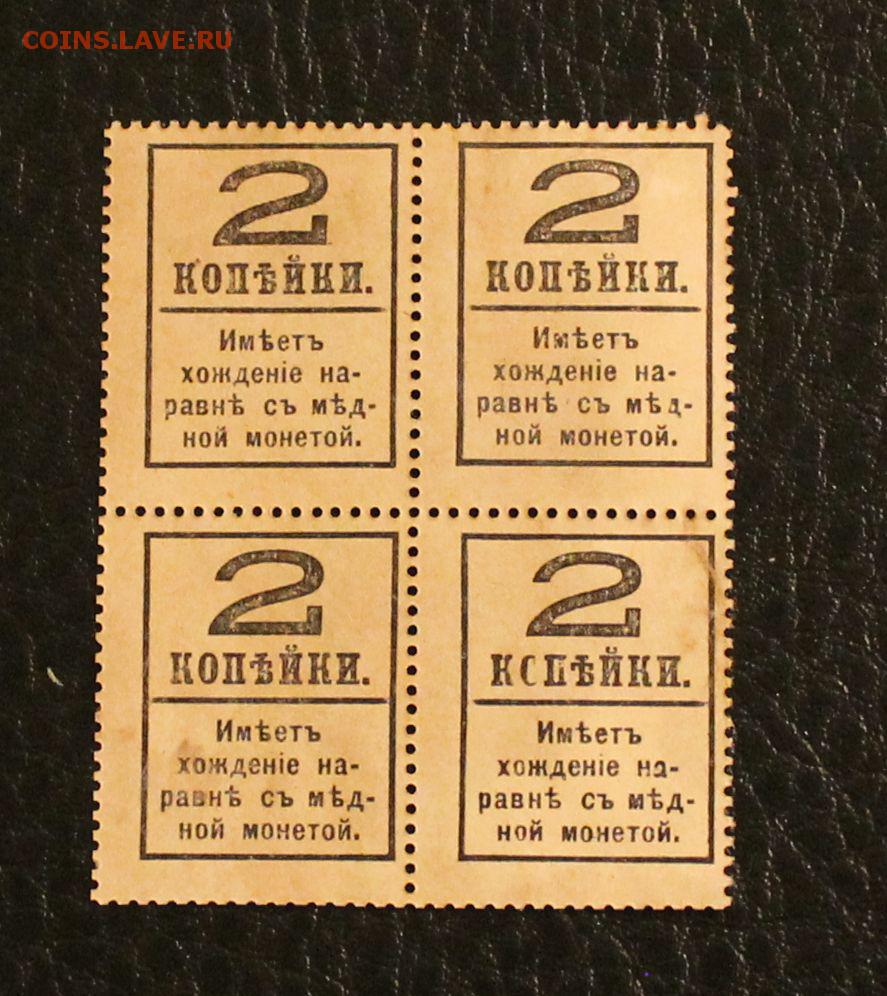 COINS.LAVE.RU
2
КОПѢЙКИ.
Имѣетъ
хожденіе на-
равнѣ съ мѣд-
ной монетой.
2
КОПѢЙКИ.
Имѣетъ
хожденіе на-
равнѣ съ мѣд-
ной монетой.
2
КОПѢЙКИ.
Имѣетъ
хожденіе на-
равнѣ съ мѣд-
ной монетой.
2
КСПѢЙКИ.
Имѣетъ
хожденіе на-
равнѣ съ мѣд-
ной монетой.